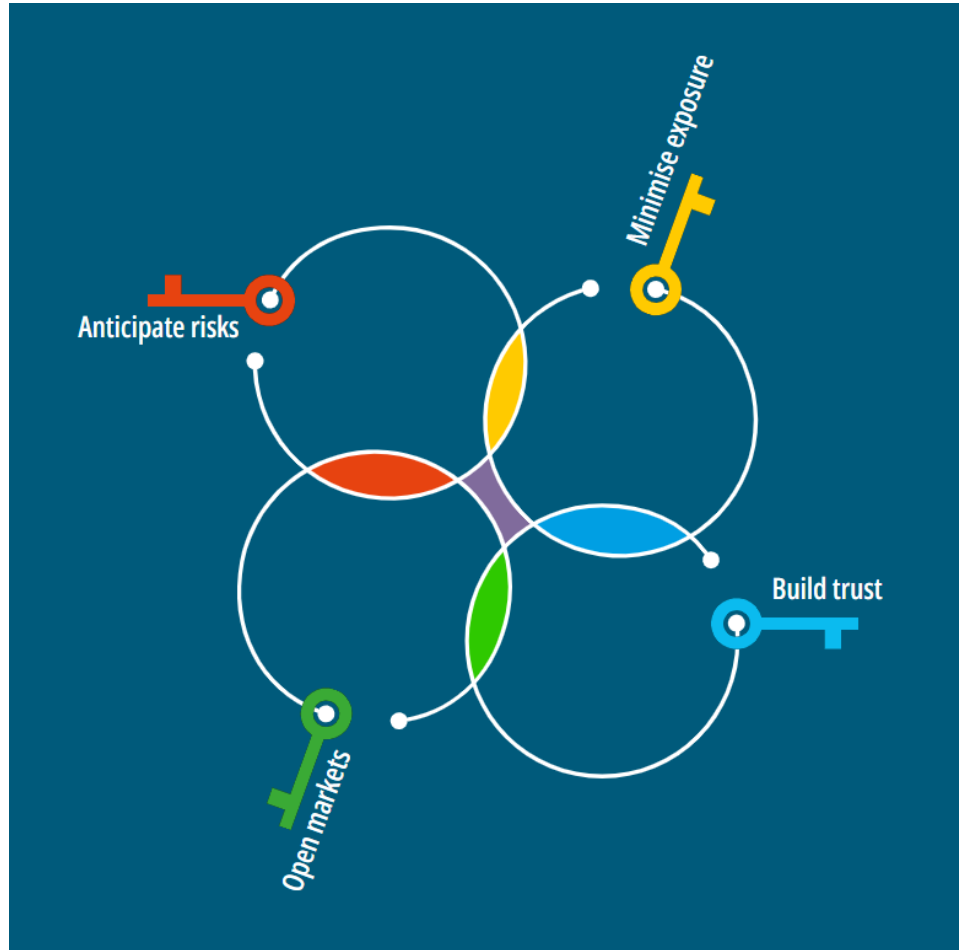 Minimise exposure
Anticipate risks
Build trust
Open markets